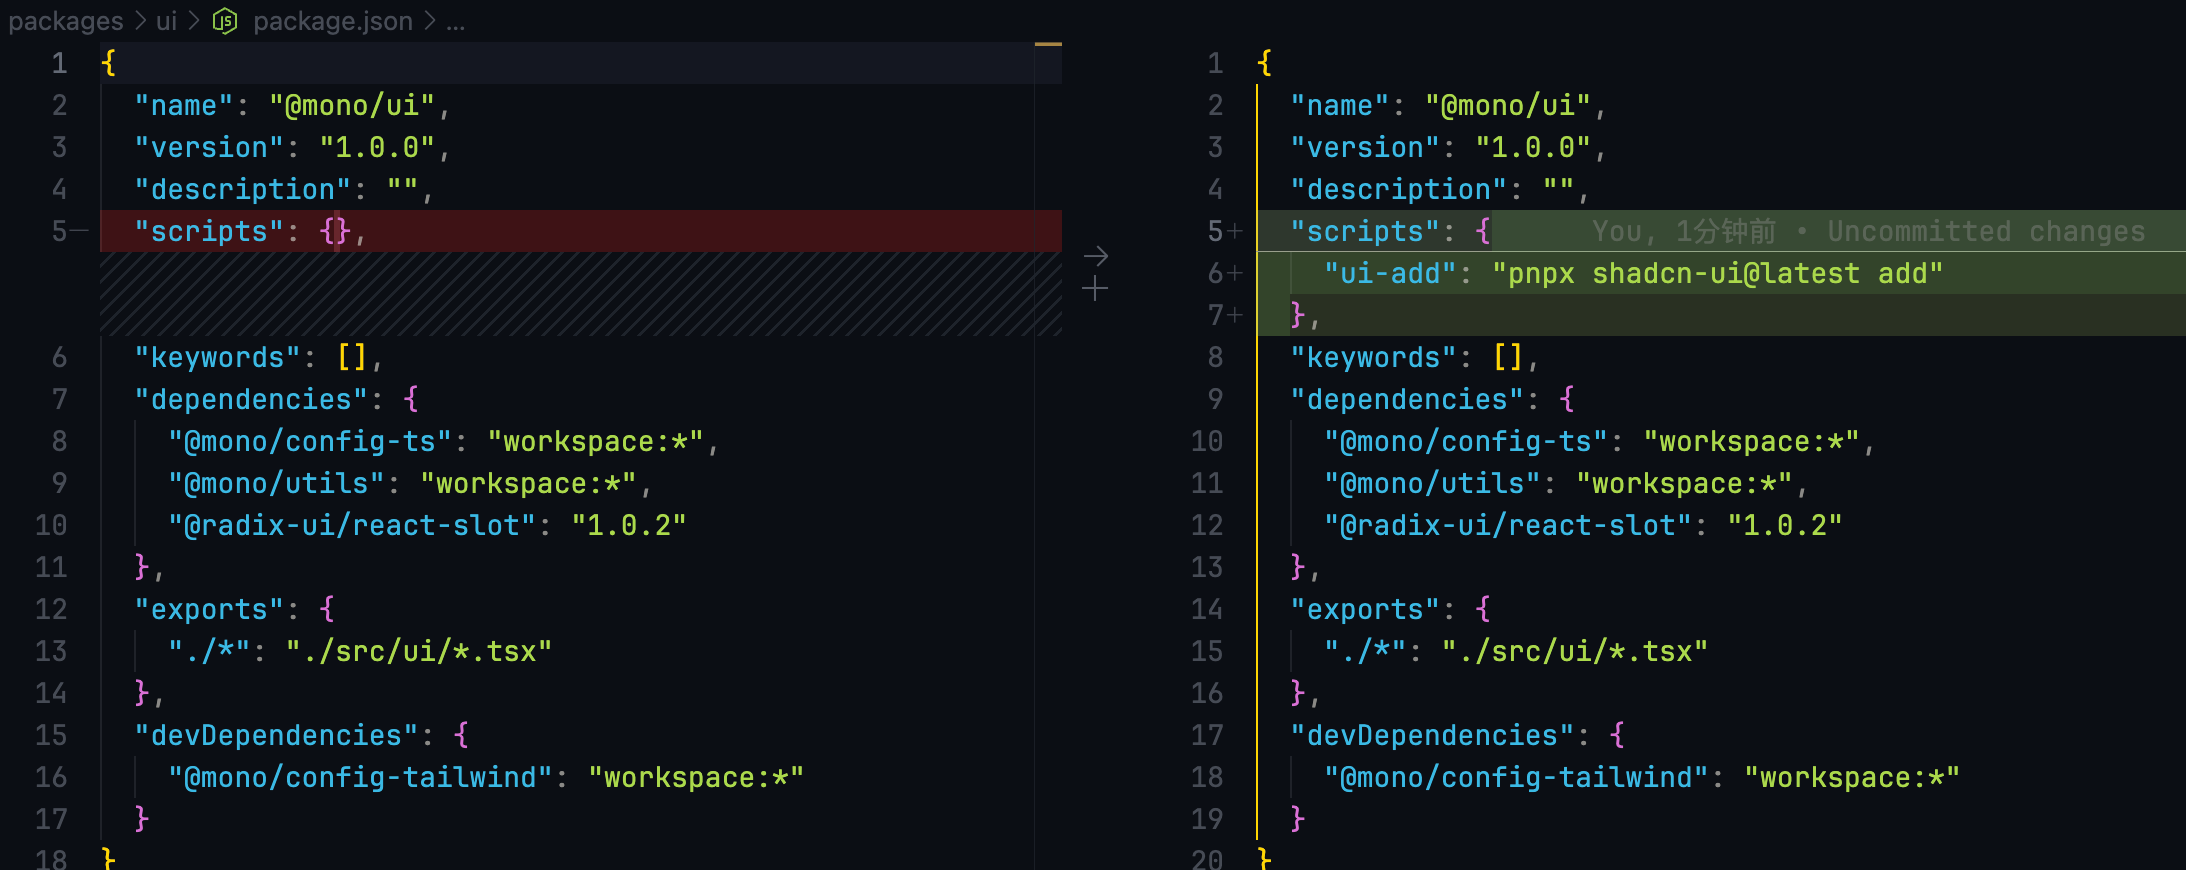 packages > ui > package.json > ...
1 {
2 "name": "@mono/ui",
3 "version": "1.0.0",
4 "description": "",
5— "scripts": {},
6 "keywords": [],
7 "dependencies": {
8 "@mono/config-ts": "workspace:*",
9 "@mono/utils": "workspace:*",
10 "@radix-ui/react-slot": "1.0.2"
11 },
12 "exports": {
13 "./*": "./src/ui/*.tsx"
14 },
15 "devDependencies": {
16 "@mono/config-tailwind": "workspace:*"
17 }
18 }
1 {
2 "name": "@mono/ui",
3 "version": "1.0.0",
4 "description": "",
5+ "scripts": { You, 1分钟前 • Uncommitted changes
6+ "ui-add": "pnpx shadcn-ui@latest add"
7+ },
8 "keywords": [],
9 "dependencies": {
10 "@mono/config-ts": "workspace:*",
11 "@mono/utils": "workspace:*",
12 "@radix-ui/react-slot": "1.0.2"
13 },
14 "exports": {
15 "./*": "./src/ui/*.tsx"
16 },
17 "devDependencies": {
18 "@mono/config-tailwind": "workspace:*"
19 }
20 }